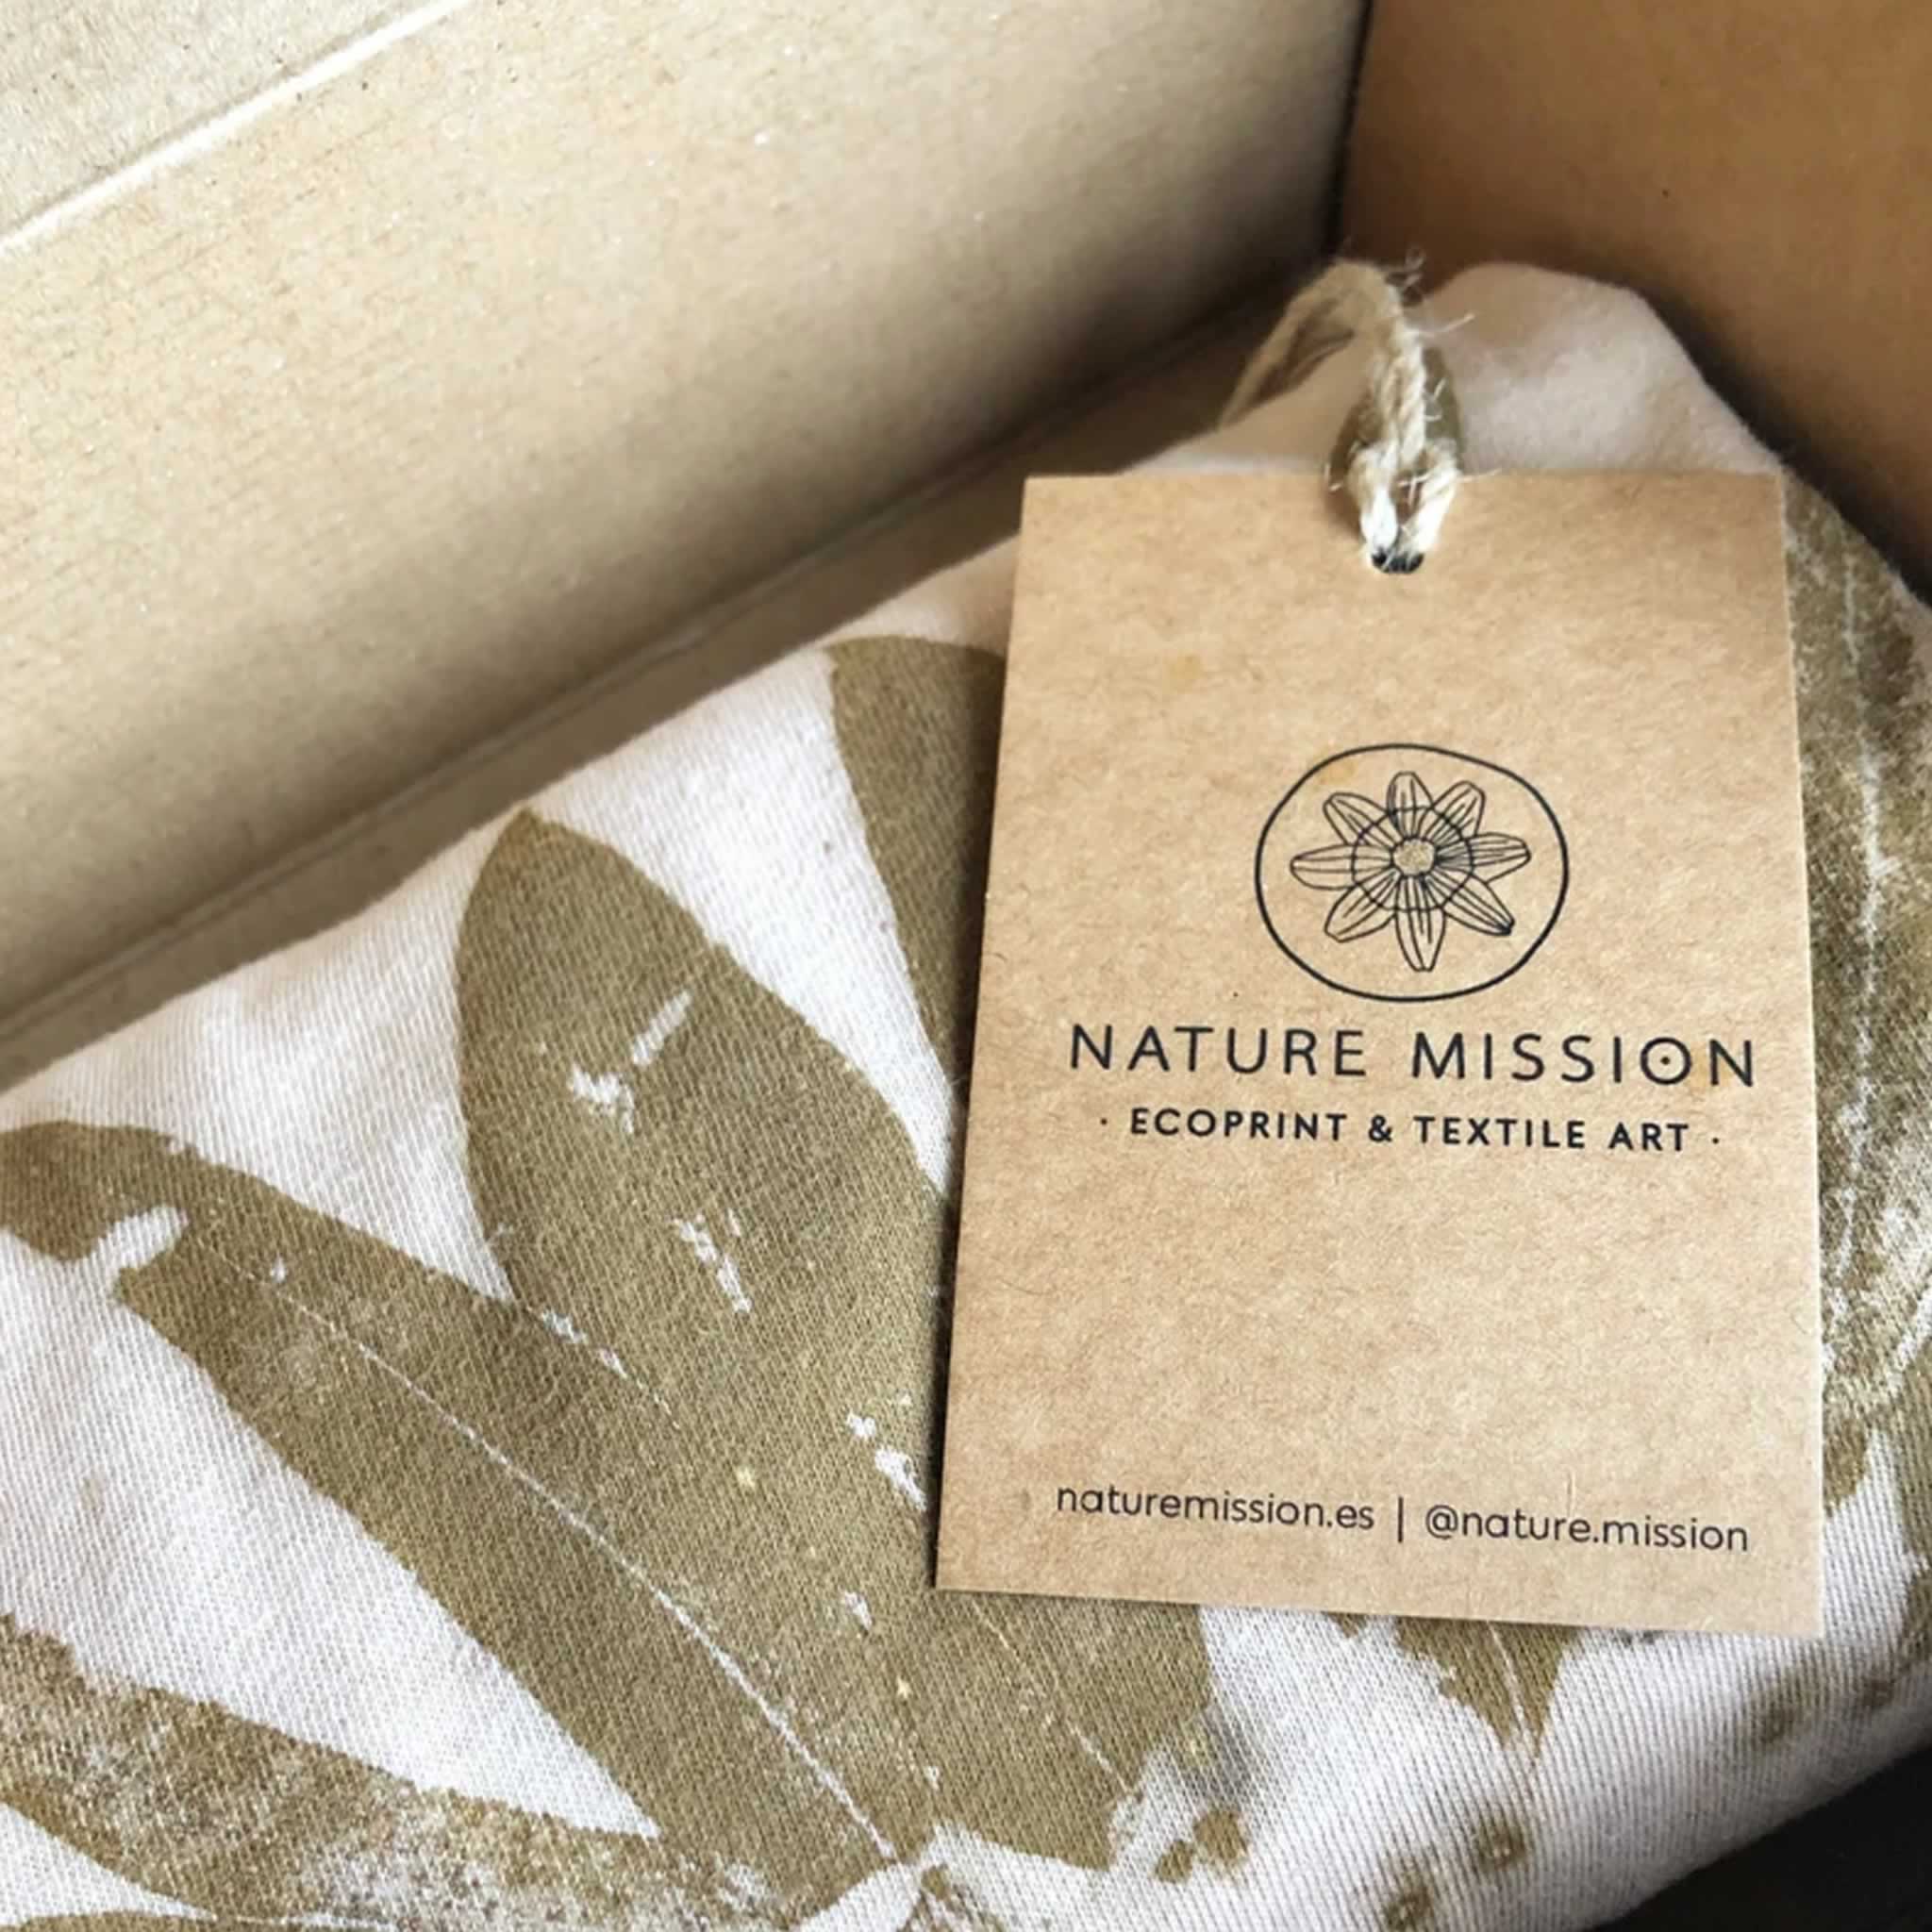 NATURE MISSION
· ECOPRINT & TEXTILE ART ·
naturemission.es | @nature.mission